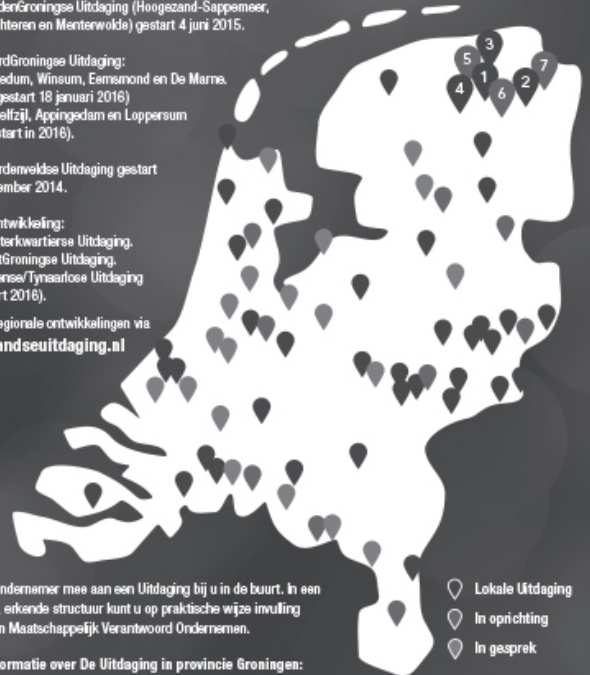 denGroningse Uitdaging (Hoogezand-Sappemeer,
chteren en Menterwolde) gestart 4 juni 2015.
rdGroningse Uitdaging:
edum, Winsum, Eemsmond en De Marne.
gestart 18 januari 2016)
elfzijl, Appingedam en Loppersum
start in 2016).
rdenveldse Uitdaging gestart
ember 2014.
ntwikkeling:
sterkwartierse Uitdaging.
tGroningse Uitdaging.
ense/Tynaarlose Uitdaging
rt 2016).
egionale ontwikkelingen via
andseuitdaging.nl
3
5
7
1
2
4
6
ndernemer mee aan een Uitdaging bij u in de buurt. In een
, erkende structuur kunt u op praktische wijze invulling
n Maatschappelijk Verantwoord Ondernemen.
ormatie over De Uitdaging in provincie Groningen:
Lokale Uitdaging
In oprichting
In gesprek